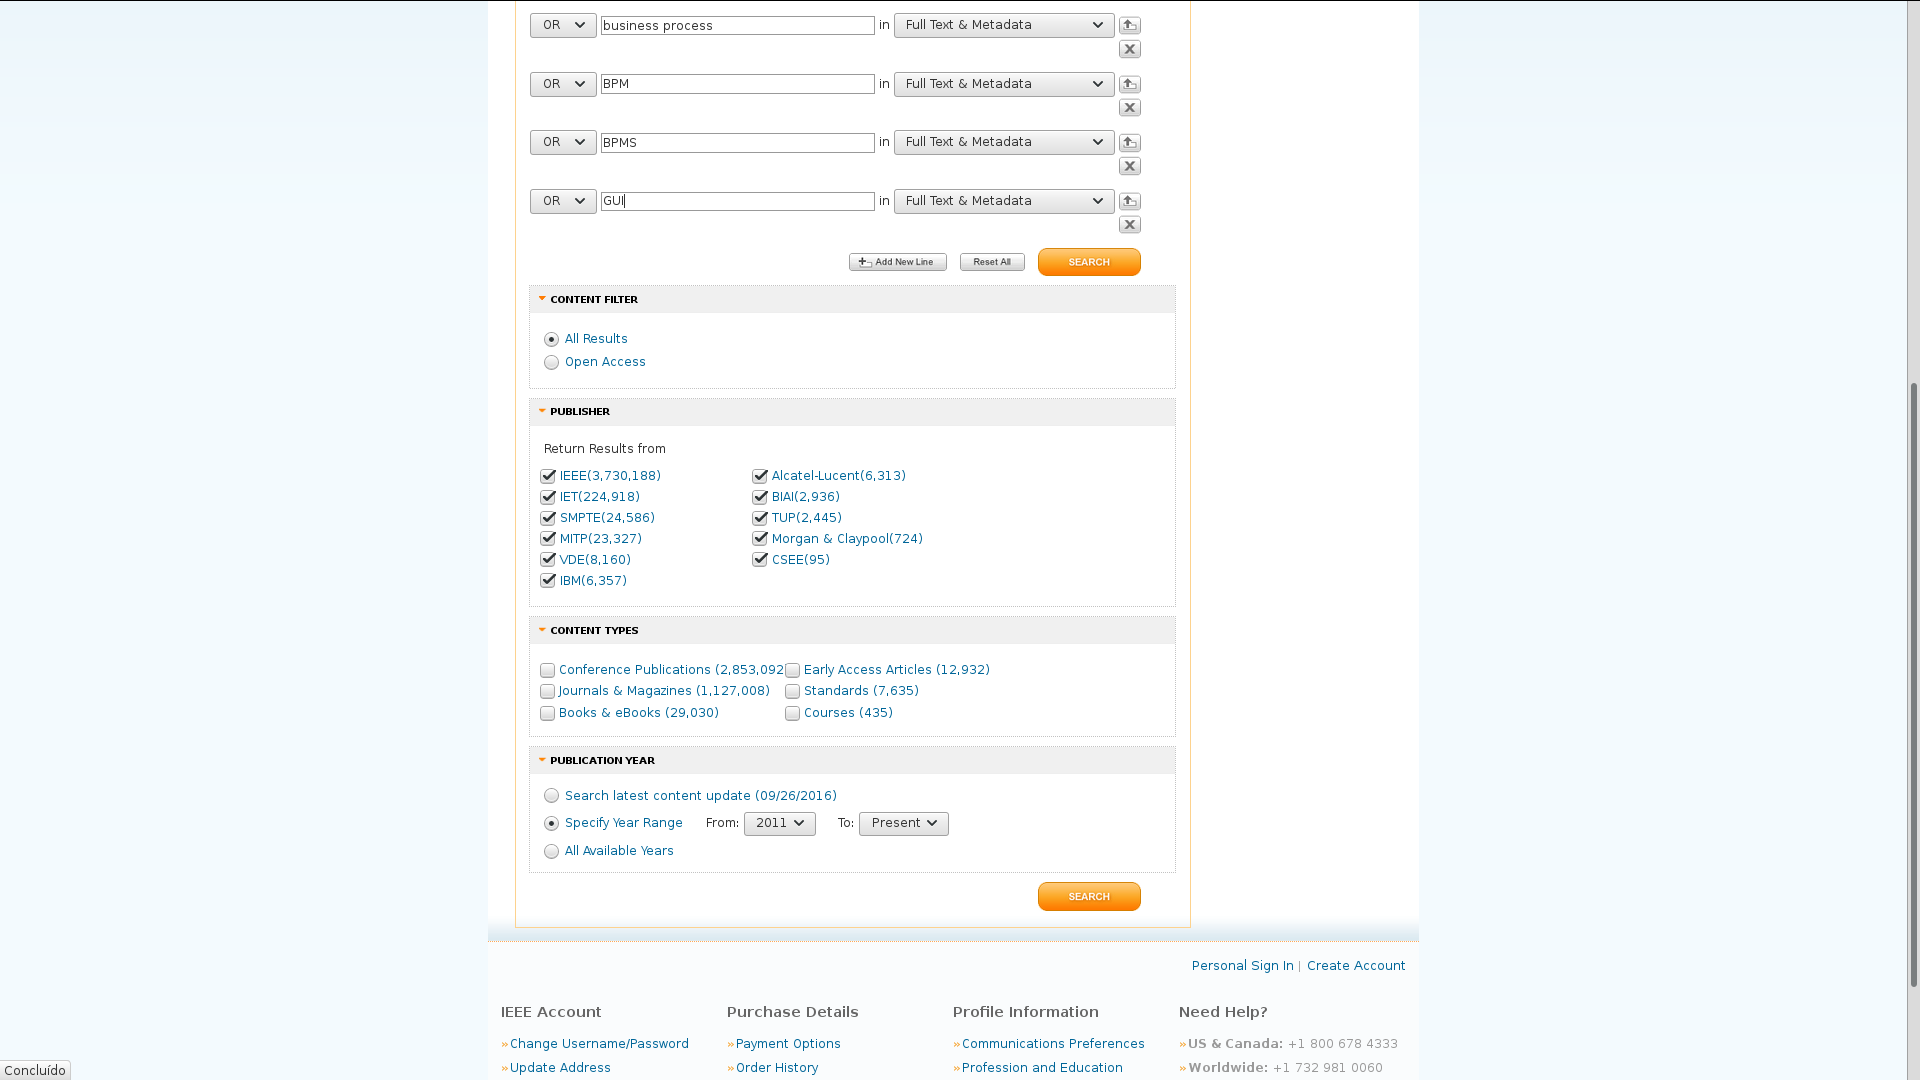 OR business process in Full Text & Metadata
OR BPM in Full Text & Metadata
OR BPMS in Full Text & Metadata
OR GUI in Full Text & Metadata
Add New Line Reset All SEARCH
CONTENT FILTER
All Results
Open Access
PUBLISHER
Return Results from
IEEE(3,730,188) Alcatel-Lucent(6,313)
IET(224,918) BIAI(2,936)
SMPTE(24,586) TUP(2,445)
MITP(23,327) Morgan & Claypool(724)
VDE(8,160) CSEE(95)
IBM(6,357)
CONTENT TYPES
Conference Publications (2,853,092 Early Access Articles (12,932)
Journals & Magazines (1,127,008) Standards (7,635)
Books & eBooks (29,030) Courses (435)
PUBLICATION YEAR
Search latest content update (09/26/2016)
Specify Year Range From: 2011 To: Present
All Available Years
SEARCH
Personal Sign In | Create Account
IEEE Account Purchase Details Profile Information Need Help?
»Change Username/Password »Payment Options »Communications Preferences »US & Canada: +1 800 678 4333
»Update Address »Order History »Profession and Education »Worldwide: +1 732 981 0060
Concluído